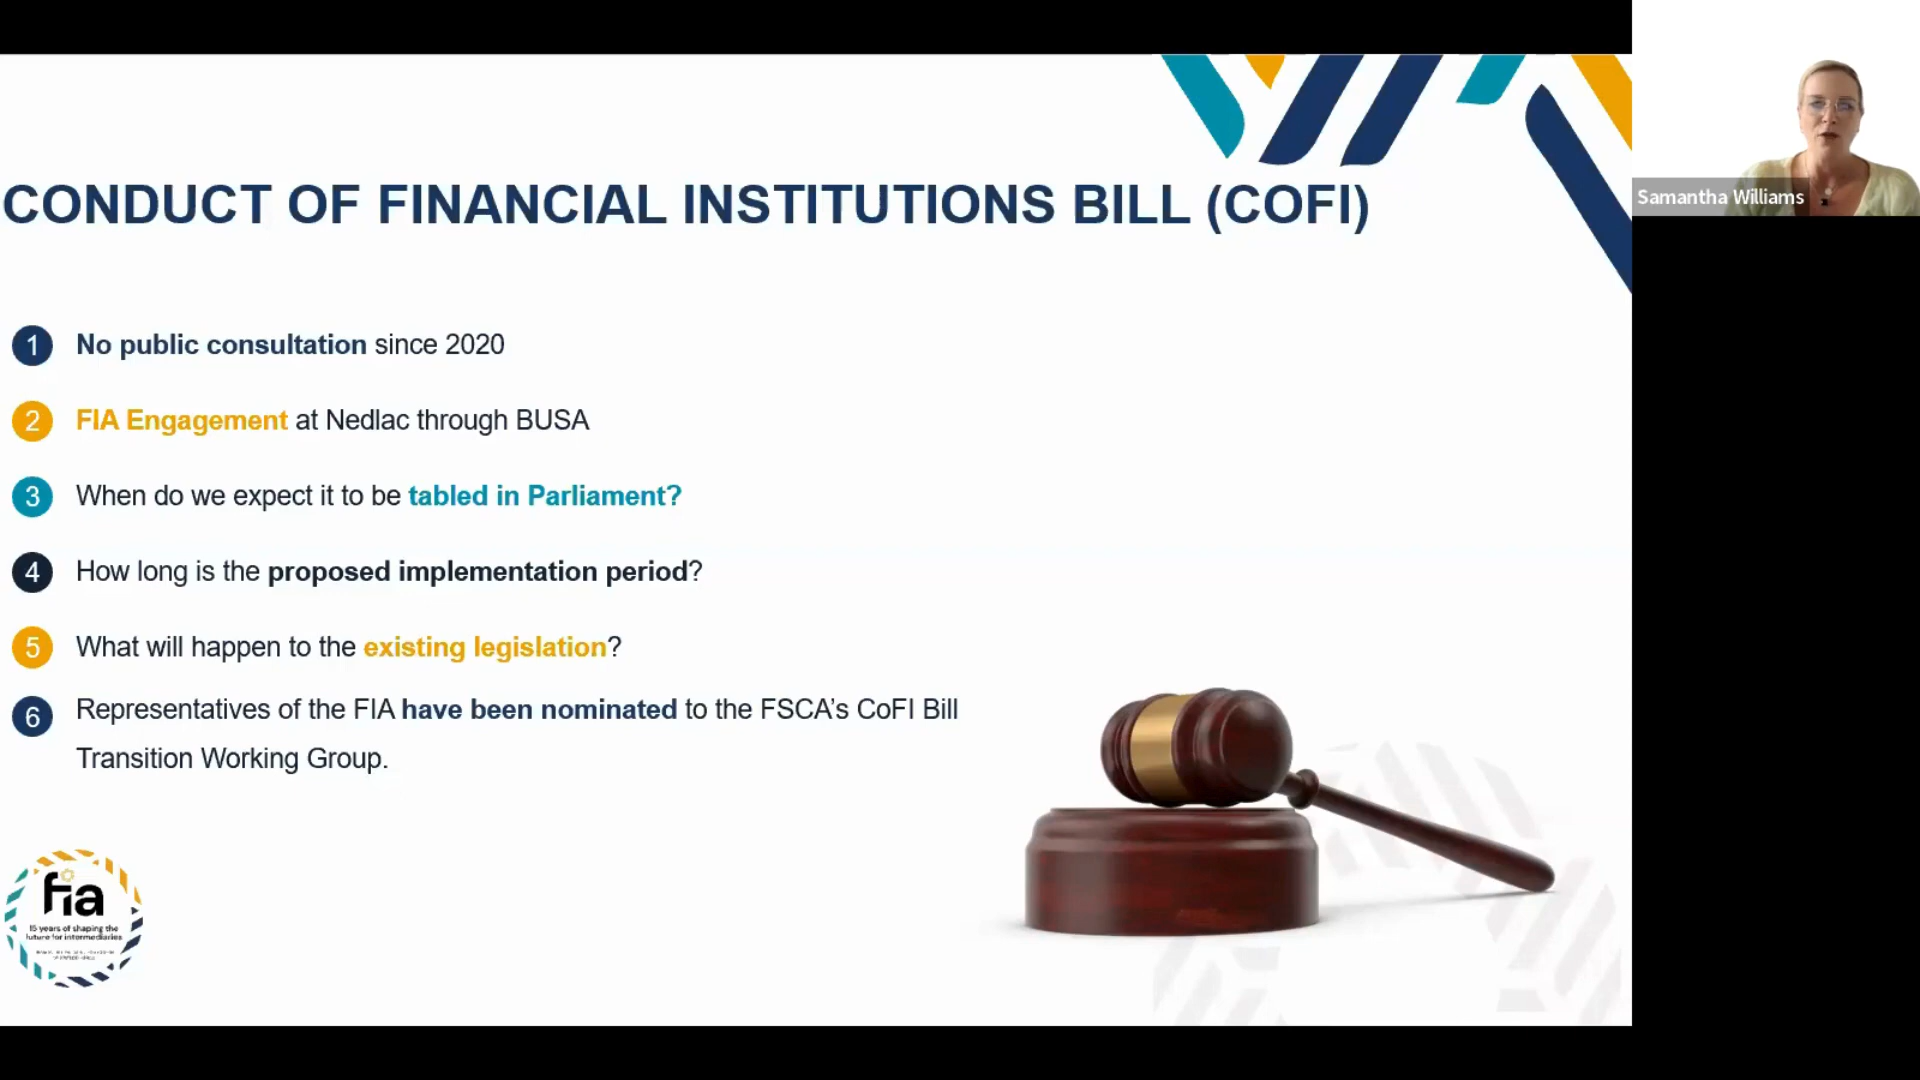 CONDUCT OF FINANCIAL INSTITUTIONS BILL (COFI)
Samantha Williams
1 No public consultation since 2020
2 FIA Engagement at Nedlac through BUSA
3 When do we expect it to be tabled in Parliament?
4 How long is the proposed implementation period?
5 What will happen to the existing legislation?
6 Representatives of the FIA have been nominated to the FSCA’s CoFI Bill
Transition Working Group.
fia
15 years of shaping the
future for intermediaries